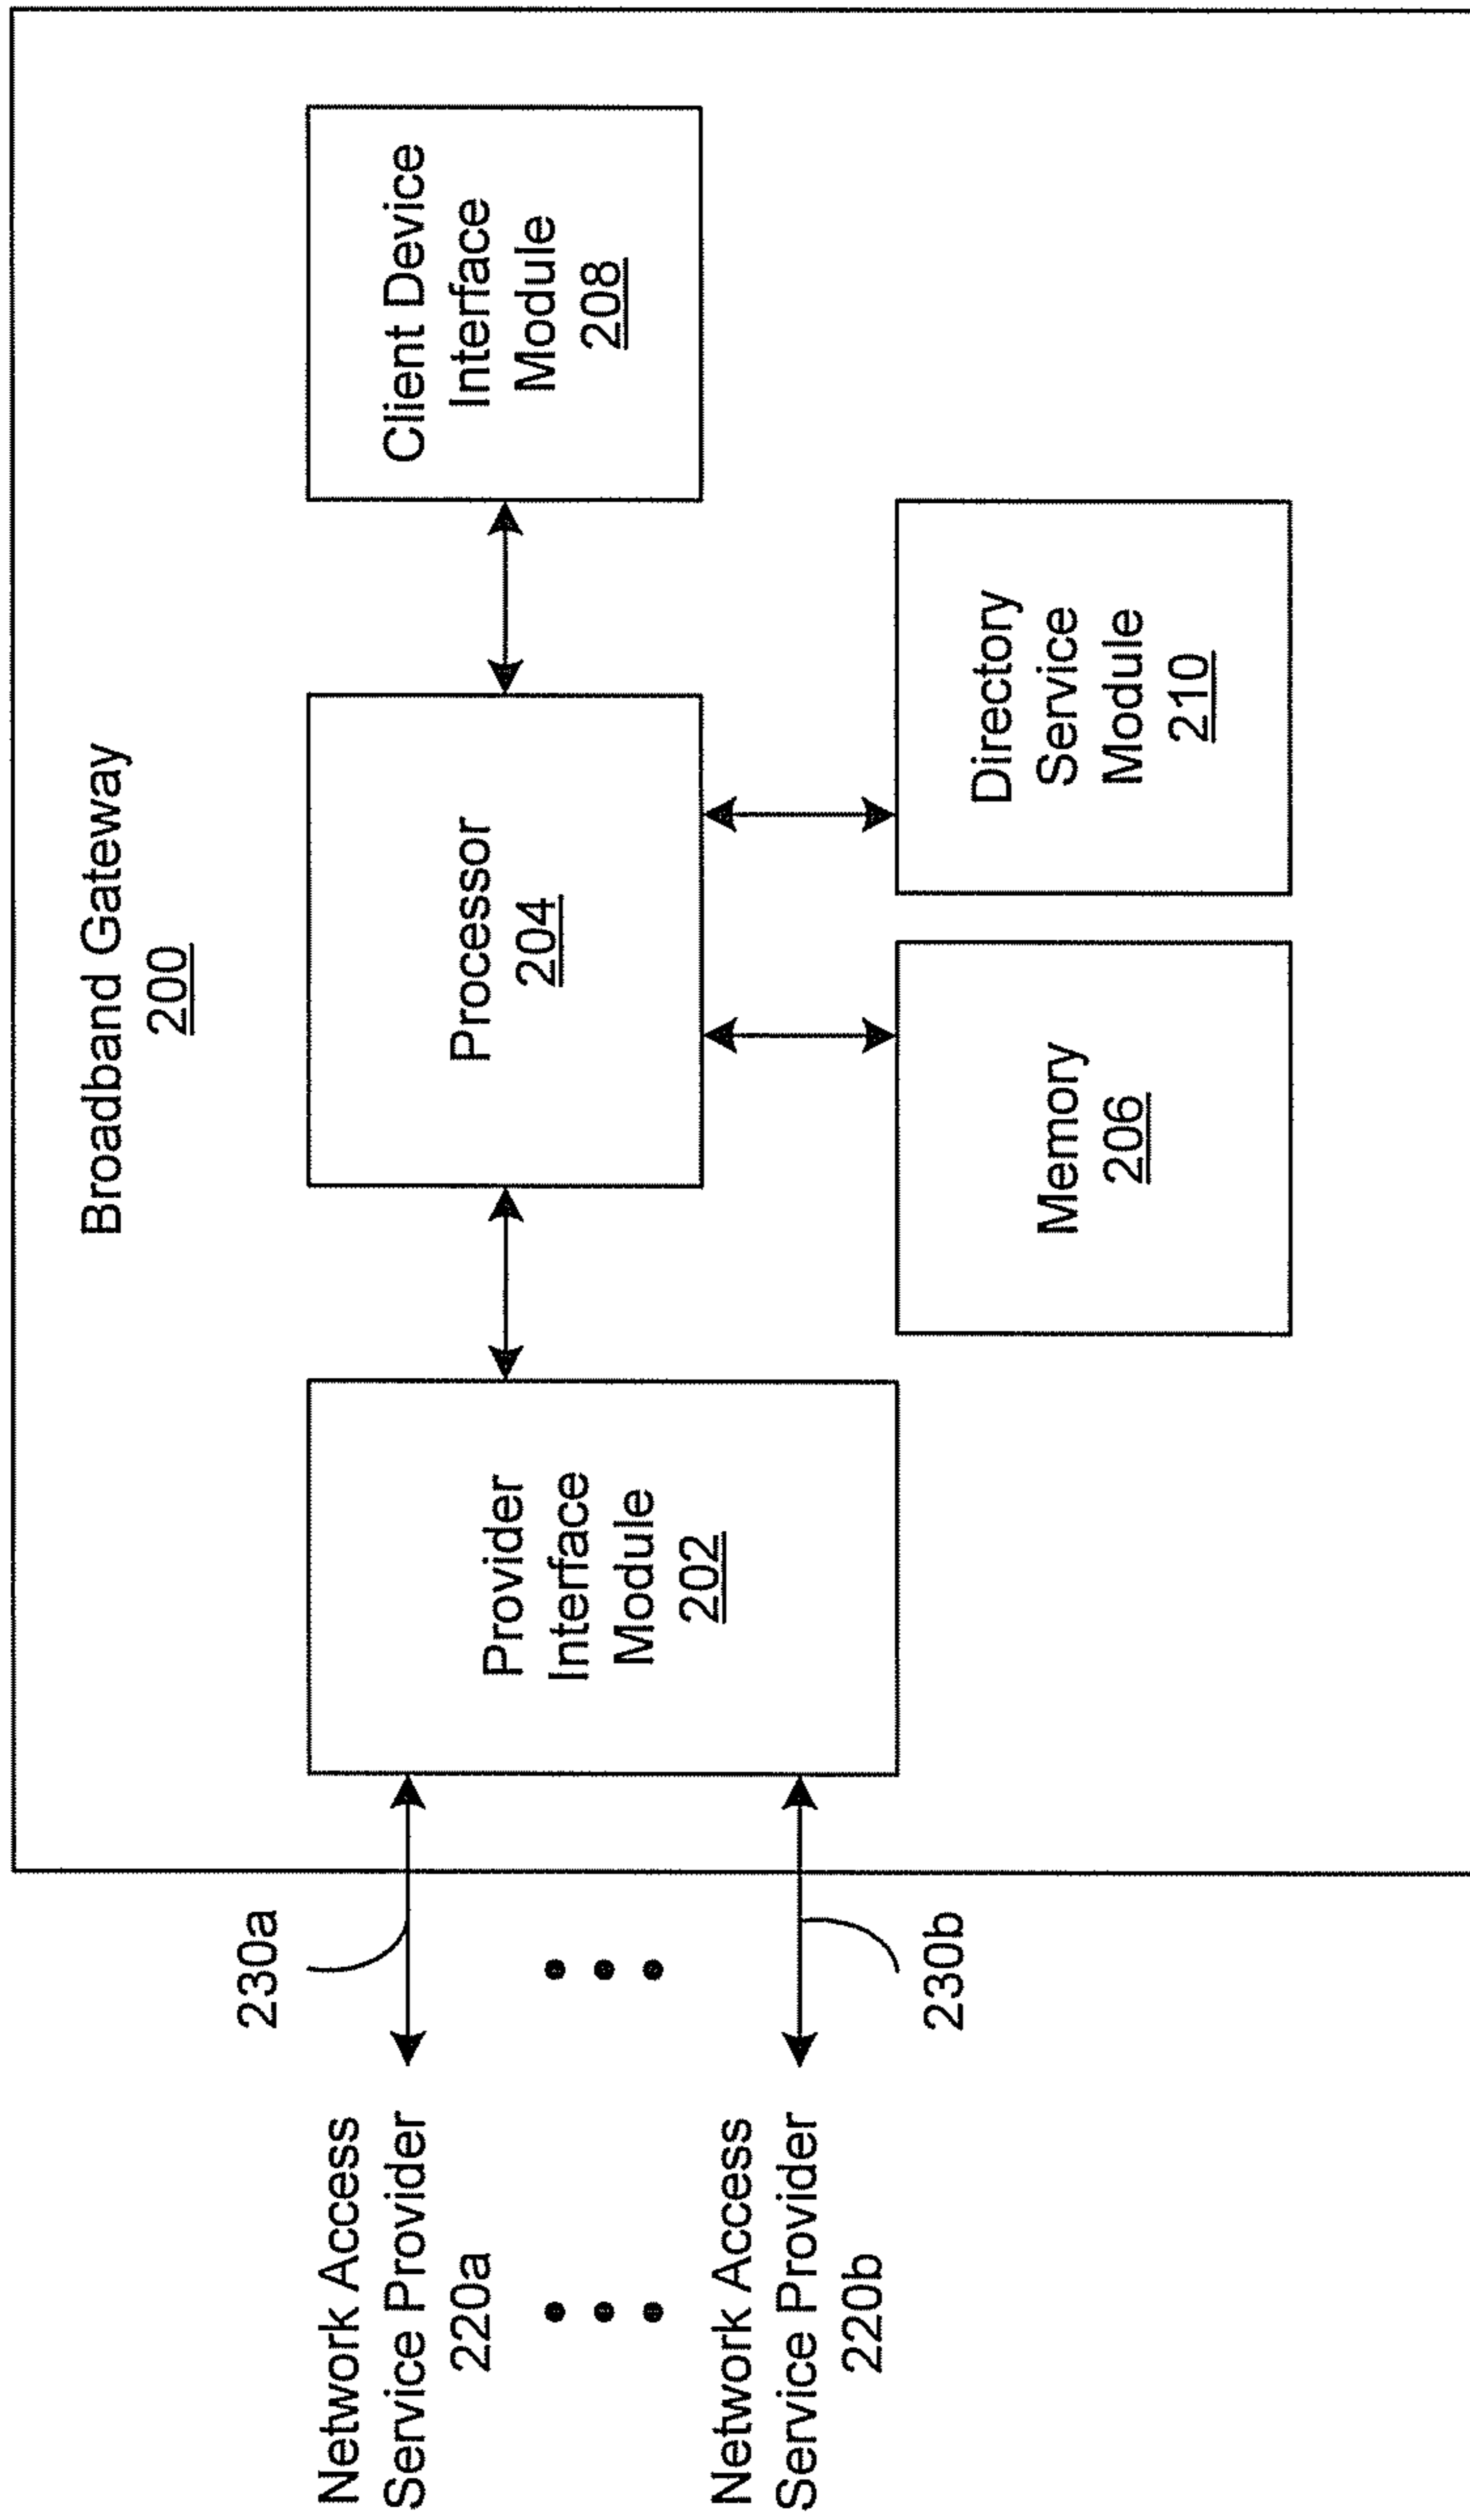 Broadband Gateway
200
Network Access
Service Provider
220a
230a
Network Access
Service Provider
220b
230b
Provider
Interface
Module
202
Processor
204
Client Device
Interface
Module
208
Memory
206
Directory
Service
Module
210